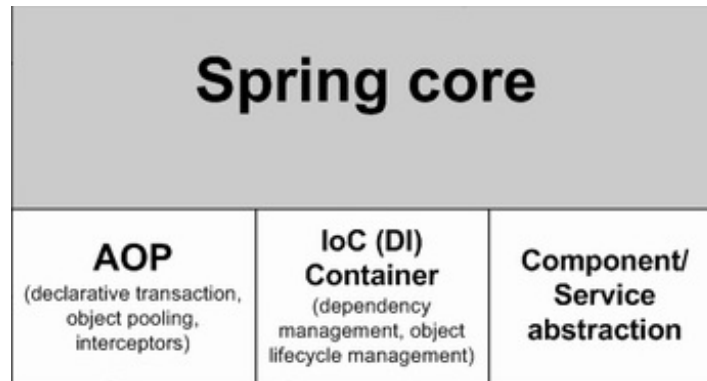 Spring core
AOP
(declarative transaction,
object pooling,
interceptors)
IoC (DI)
Container
(dependency
management, object
lifecycle management)
Component/
Service
abstraction